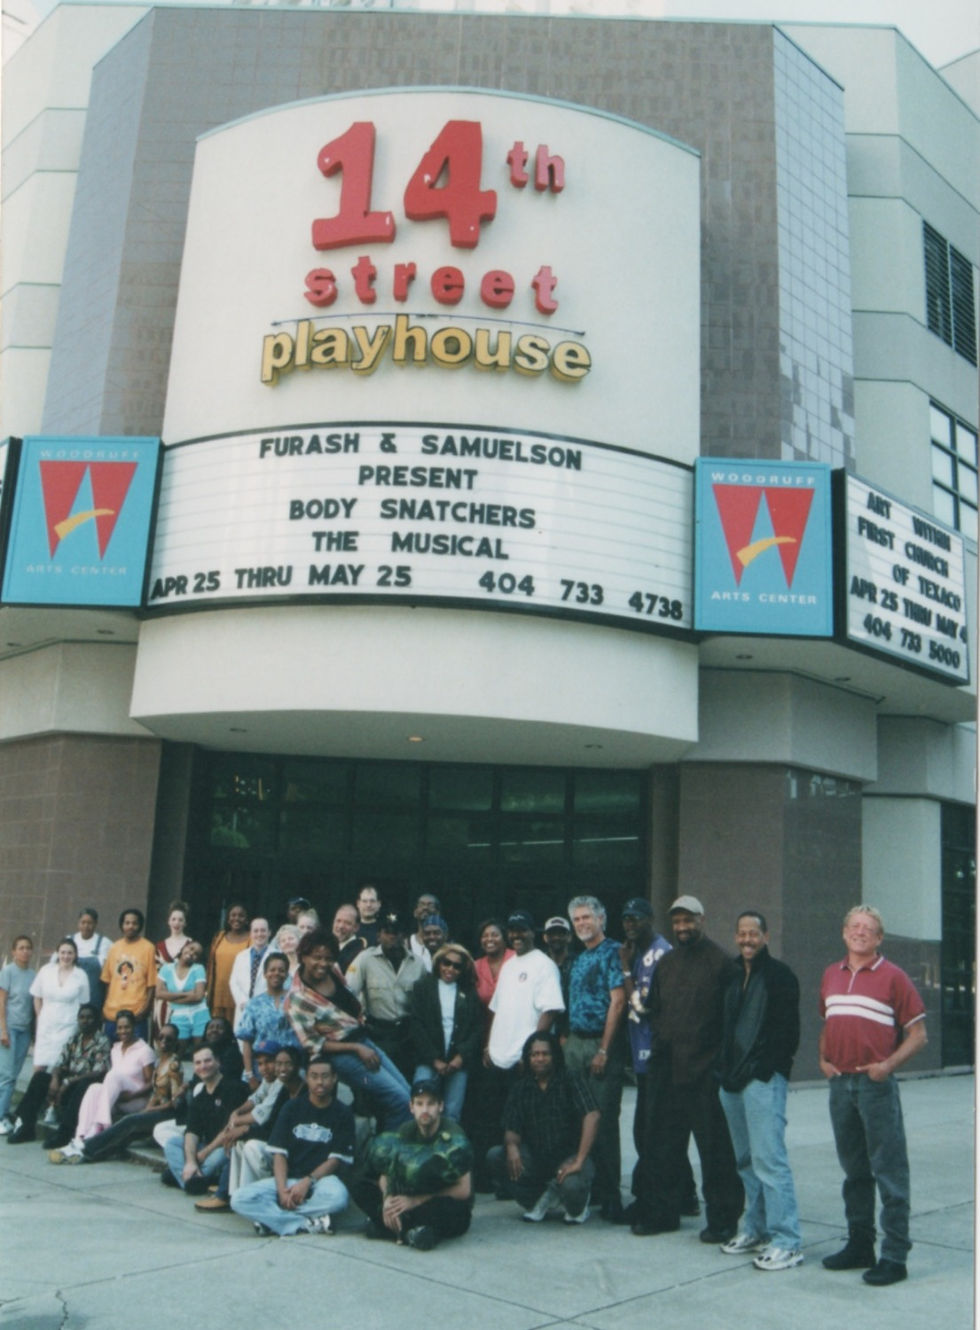 14th
street
playhouse
FURASH & SAMUELSON
PRESENT
BODY SNATCHERS
THE MUSICAL
APR 25 THRU MAY 25 404 733 4738
WOODRUFF
ARTS CENTER
WOODRUFF
ARTS CENTER
ART WITHIN
FIRST CHURCH
OF TEXACO
APR 25 THRU MAY 4
404 733 5000